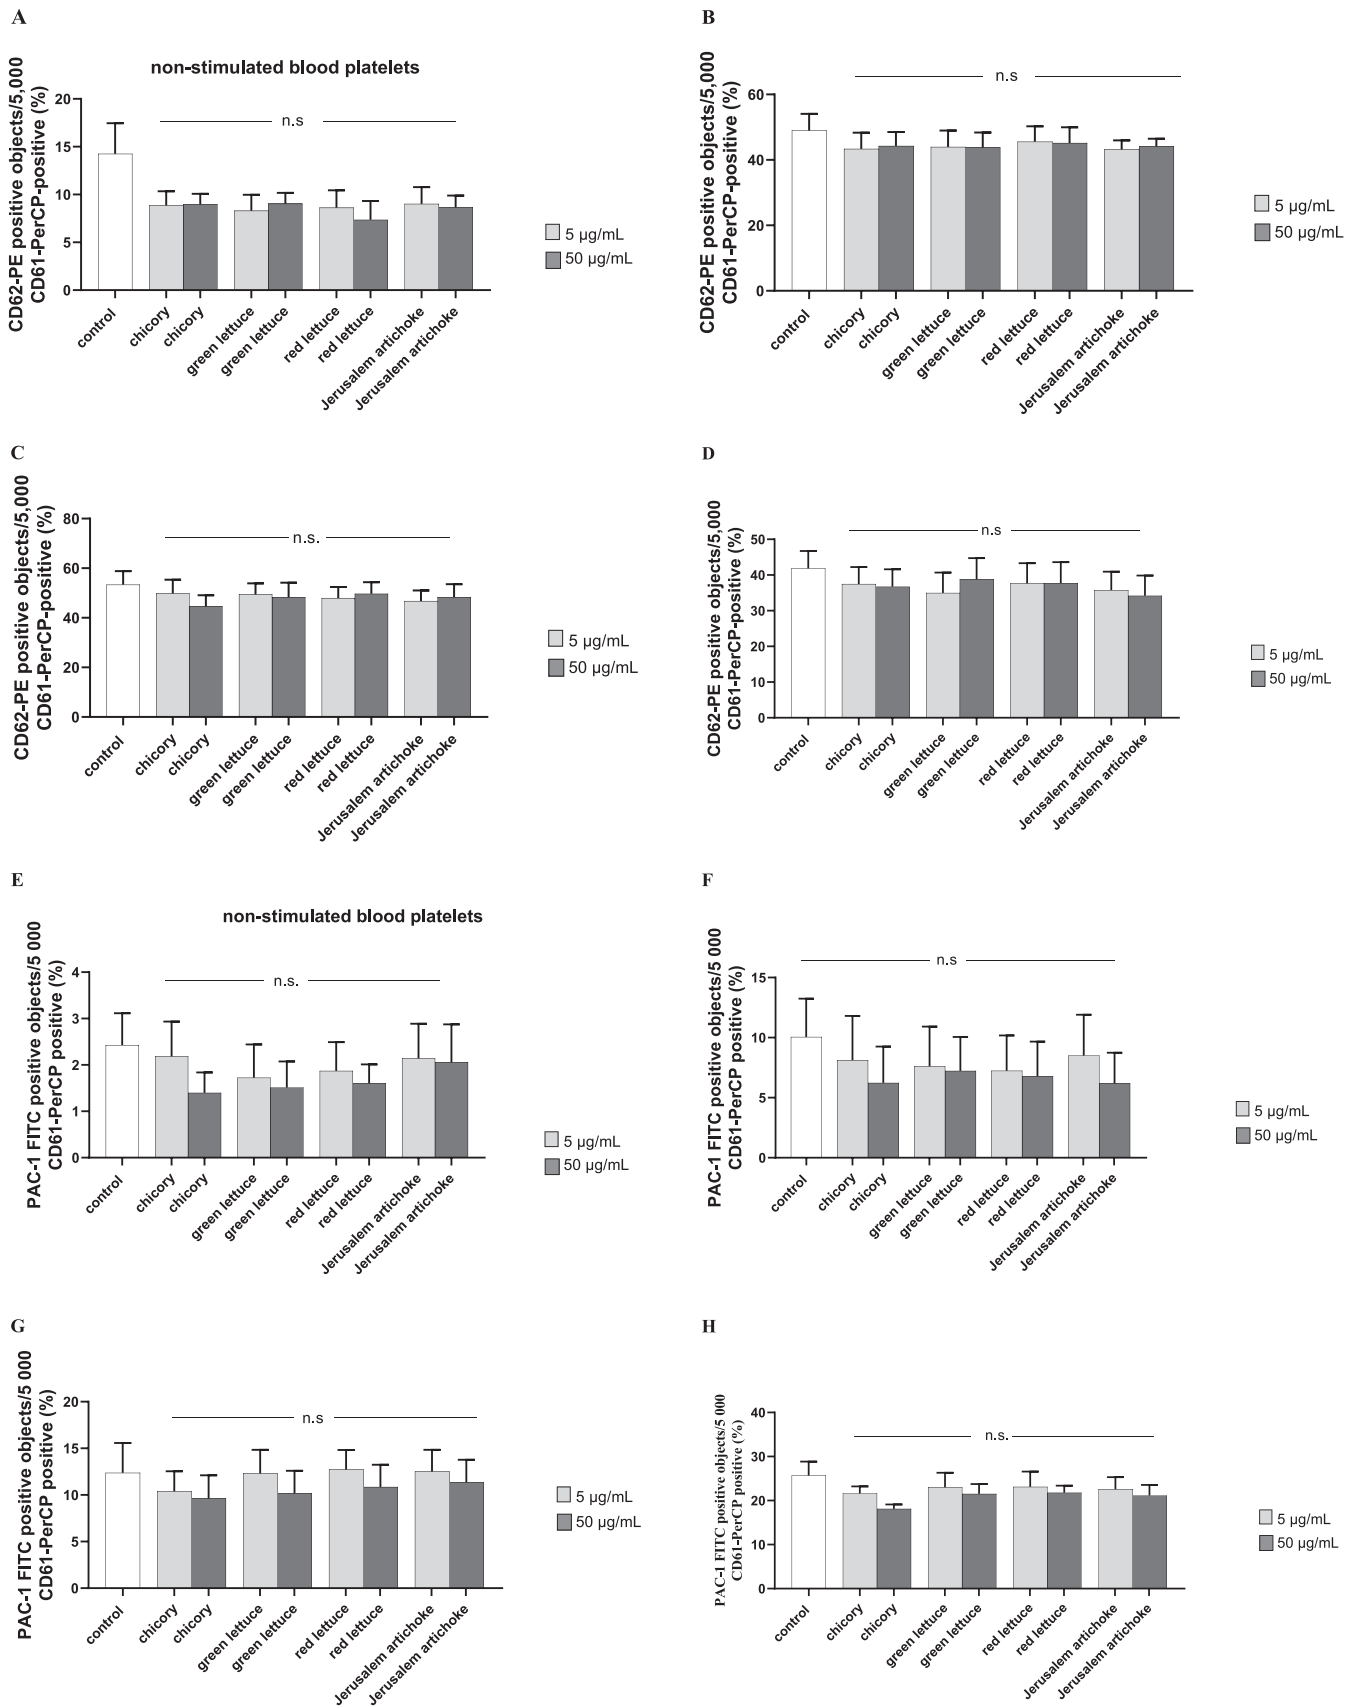 A
non-stimulated blood platelets
CD62-PE positive objects/5,000
CD61-PerCP-positive (%)
20
15
10
5
0
n.s
control
chicory
chicory
green lettuce
green lettuce
red lettuce
red lettuce
Jerusalem artichoke
Jerusalem artichoke
5 µg/mL
50 µg/mL
B
CD62-PE positive objects/5,000
CD61-PerCP-positive (%)
60
40
20
0
n.s
control
chicory
chicory
green lettuce
green lettuce
red lettuce
red lettuce
Jerusalem artichoke
Jerusalem artichoke
5 µg/mL
50 µg/mL
C
CD62-PE positive objects/5,000
CD61-PerCP-positive (%)
80
60
40
20
0
n.s.
control
chicory
chicory
green lettuce
green lettuce
red lettuce
red lettuce
Jerusalem artichoke
Jerusalem artichoke
5 µg/mL
50 µg/mL
D
CD62-PE positive objects/5,000
CD61-PerCP-positive (%)
50
40
30
20
10
0
n.s
control
chicory
chicory
green lettuce
green lettuce
red lettuce
red lettuce
Jerusalem artichoke
Jerusalem artichoke
5 µg/mL
50 µg/mL
E
non-stimulated blood platelets
PAC-1 FITC positive objects/5 000
CD61-PerCP positive (%)
4
3
2
1
0
n.s.
control
chicory
chicory
green lettuce
green lettuce
red lettuce
red lettuce
Jerusalem artichoke
Jerusalem artichoke
5 µg/mL
50 µg/mL
F
PAC-1 FITC positive objects/5 000
CD61-PerCP positive (%)
15
10
5
0
n.s
control
chicory
chicory
green lettuce
green lettuce
red lettuce
red lettuce
Jerusalem artichoke
Jerusalem artichoke
5 µg/mL
50 µg/mL
G
PAC-1 FITC positive objects/5 000
CD61-PerCP positive (%)
20
15
10
5
0
n.s
control
chicory
chicory
green lettuce
green lettuce
red lettuce
red lettuce
Jerusalem artichoke
Jerusalem artichoke
5 µg/mL
50 µg/mL
H
PAC-1 FITC positive objects/5 000
CD61-PerCP positive (%)
40
30
20
10
0
n.s.
control
chicory
chicory
green lettuce
green lettuce
red lettuce
red lettuce
Jerusalem artichoke
Jerusalem artichoke
5 µg/mL
50 µg/mL